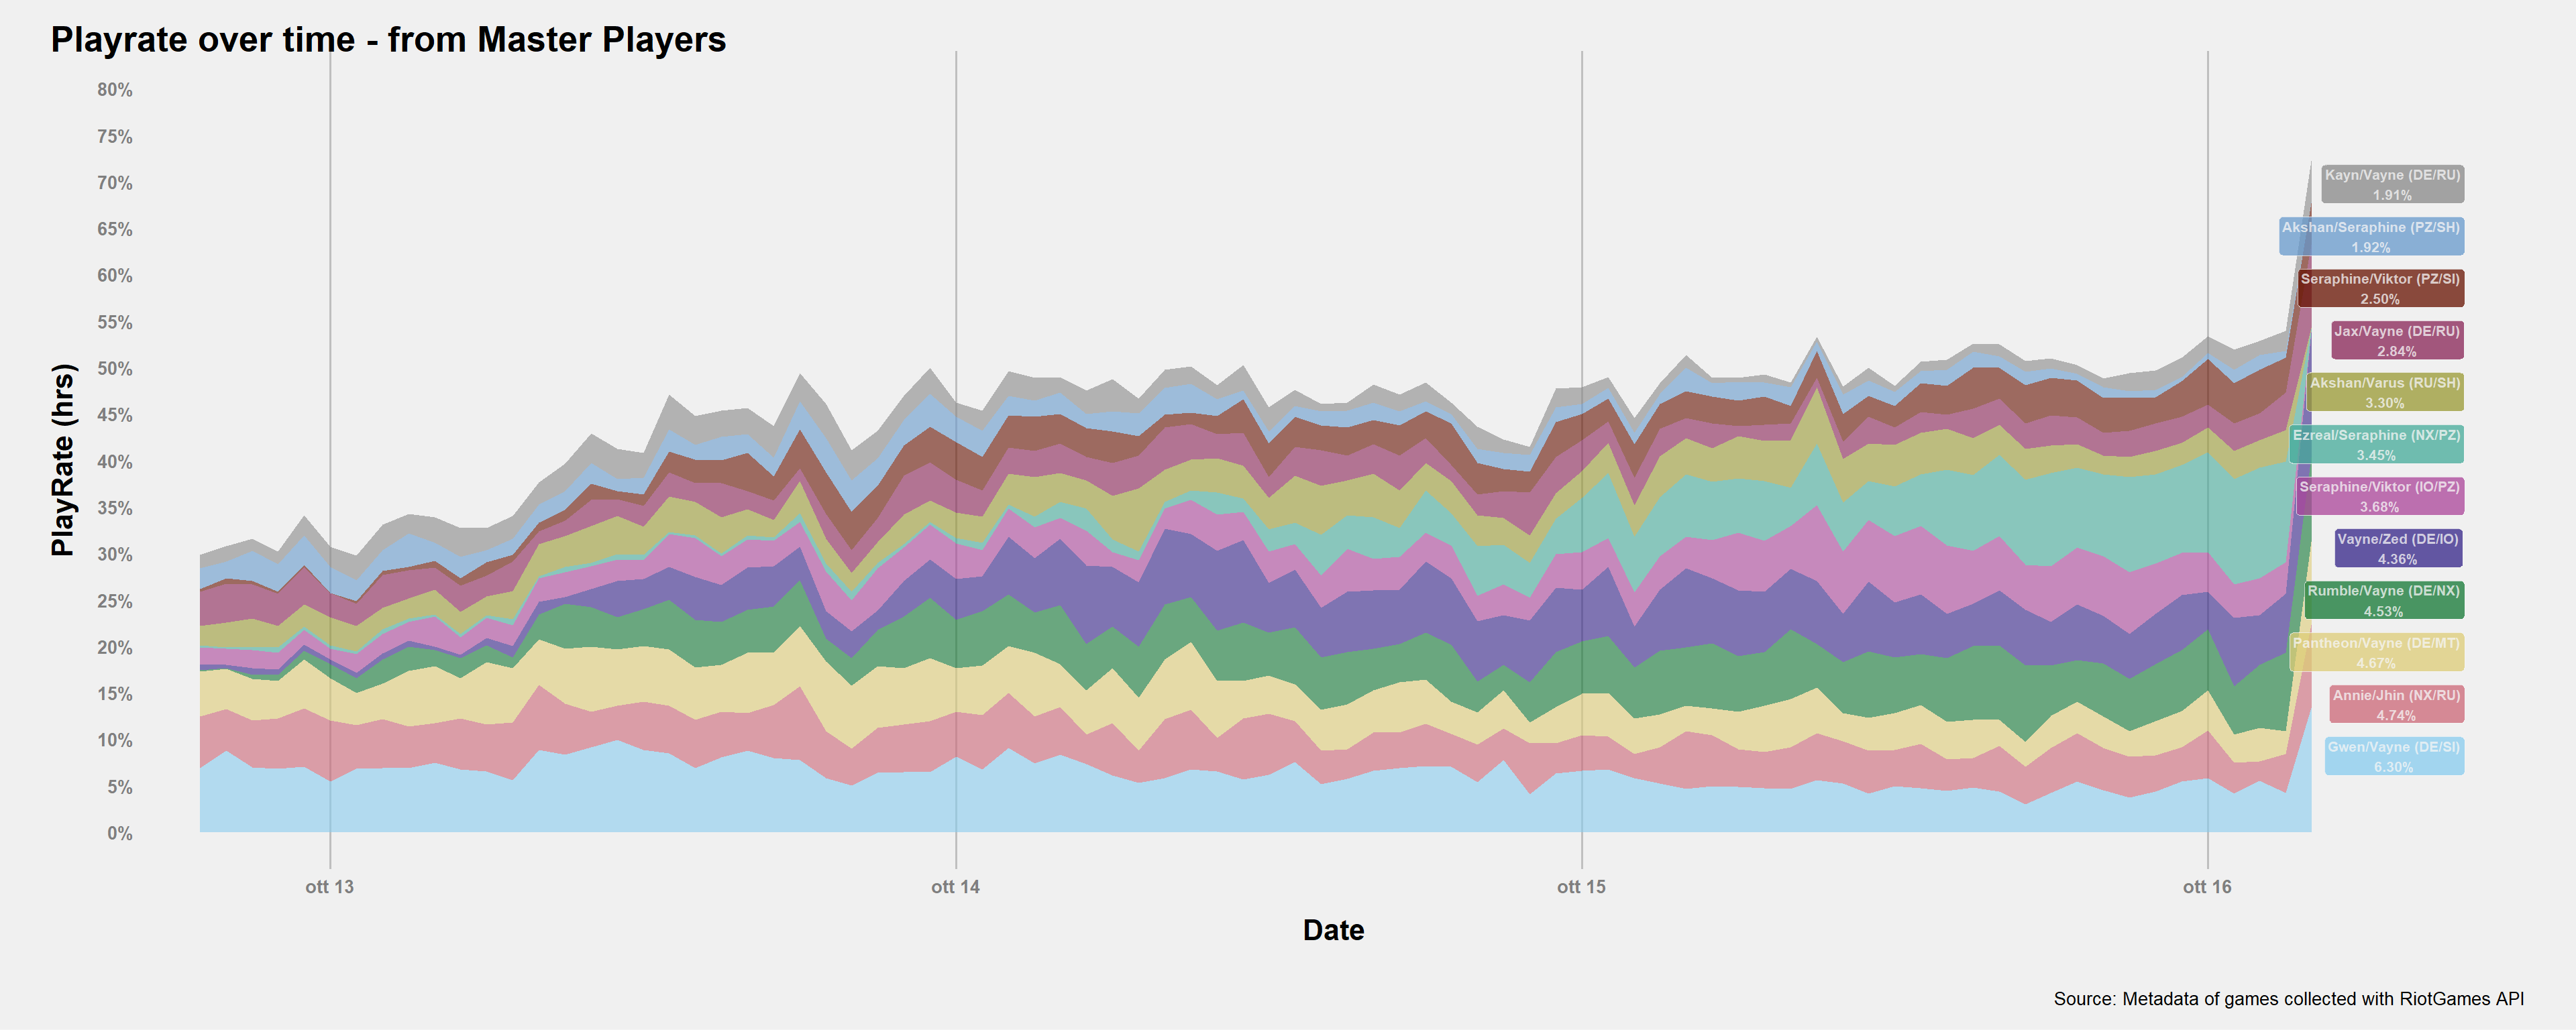 Playrate over time - from Master Players
PlayRate (hrs)
80%
75%
70%
65%
60%
55%
50%
45%
40%
35%
30%
25%
20%
15%
10%
5%
0%
Kayn/Vayne (DE/RU)
1.91%
Akshan/Seraphine (PZ/SH)
1.92%
Seraphine/Viktor (PZ/SI)
2.50%
Jax/Vayne (DE/RU)
2.84%
Akshan/Varus (RU/SH)
3.30%
Ezreal/Seraphine (NX/PZ)
3.45%
Seraphine/Viktor (IO/PZ)
3.68%
Vayne/Zed (DE/IO)
4.36%
Rumble/Vayne (DE/NX)
4.53%
Pantheon/Vayne (DE/MT)
4.67%
Annie/Jhin (NX/RU)
4.74%
Gwen/Vayne (DE/SI)
6.30%
ott 13
ott 14
ott 15
ott 16
Date
Source: Metadata of games collected with RiotGames API